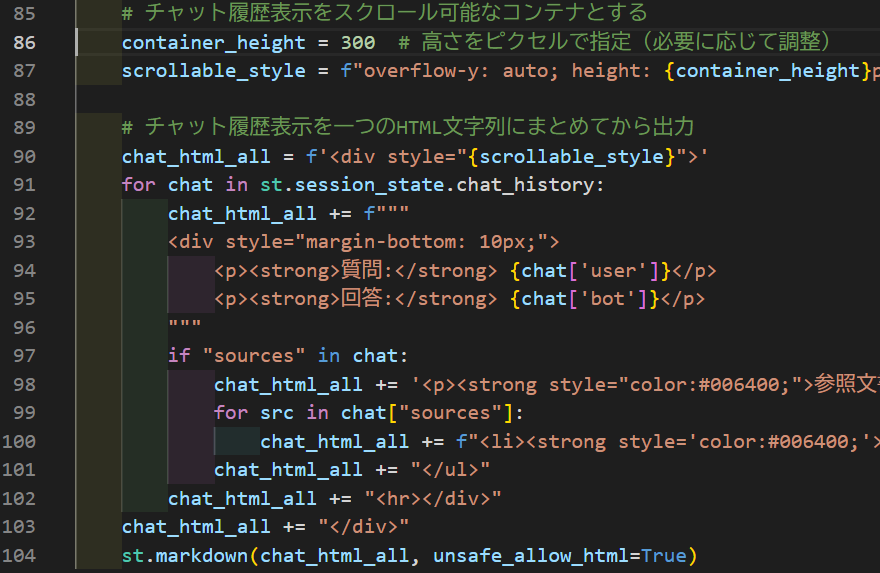 85 # チャット履歴表示をスクロール可能なコンテナとする
86 container_height = 300  # 高さをピクセルで指定（必要に応じて調整）
87 scrollable_style = f"overflow-y: auto; height: {container_height}p
88
89 # チャット履歴表示を一つのHTML文字列にまとめてから出力
90 chat_html_all = f'<div style="{scrollable_style}">'
91 for chat in st.session_state.chat_history:
92     chat_html_all += f"""
93     <div style="margin-bottom: 10px;">
94         <p><strong>質問:</strong> {chat['user']}</p>
95         <p><strong>回答:</strong> {chat['bot']}</p>
96     """
97     if "sources" in chat:
98         chat_html_all += '<p><strong style="color:#006400;">参照文
99         for src in chat["sources"]:
100             chat_html_all += f"<li><strong style='color:#006400;'>
101         chat_html_all += "</ul>"
102     chat_html_all += "<hr></div>"
103 chat_html_all += "</div>"
104 st.markdown(chat_html_all, unsafe_allow_html=True)